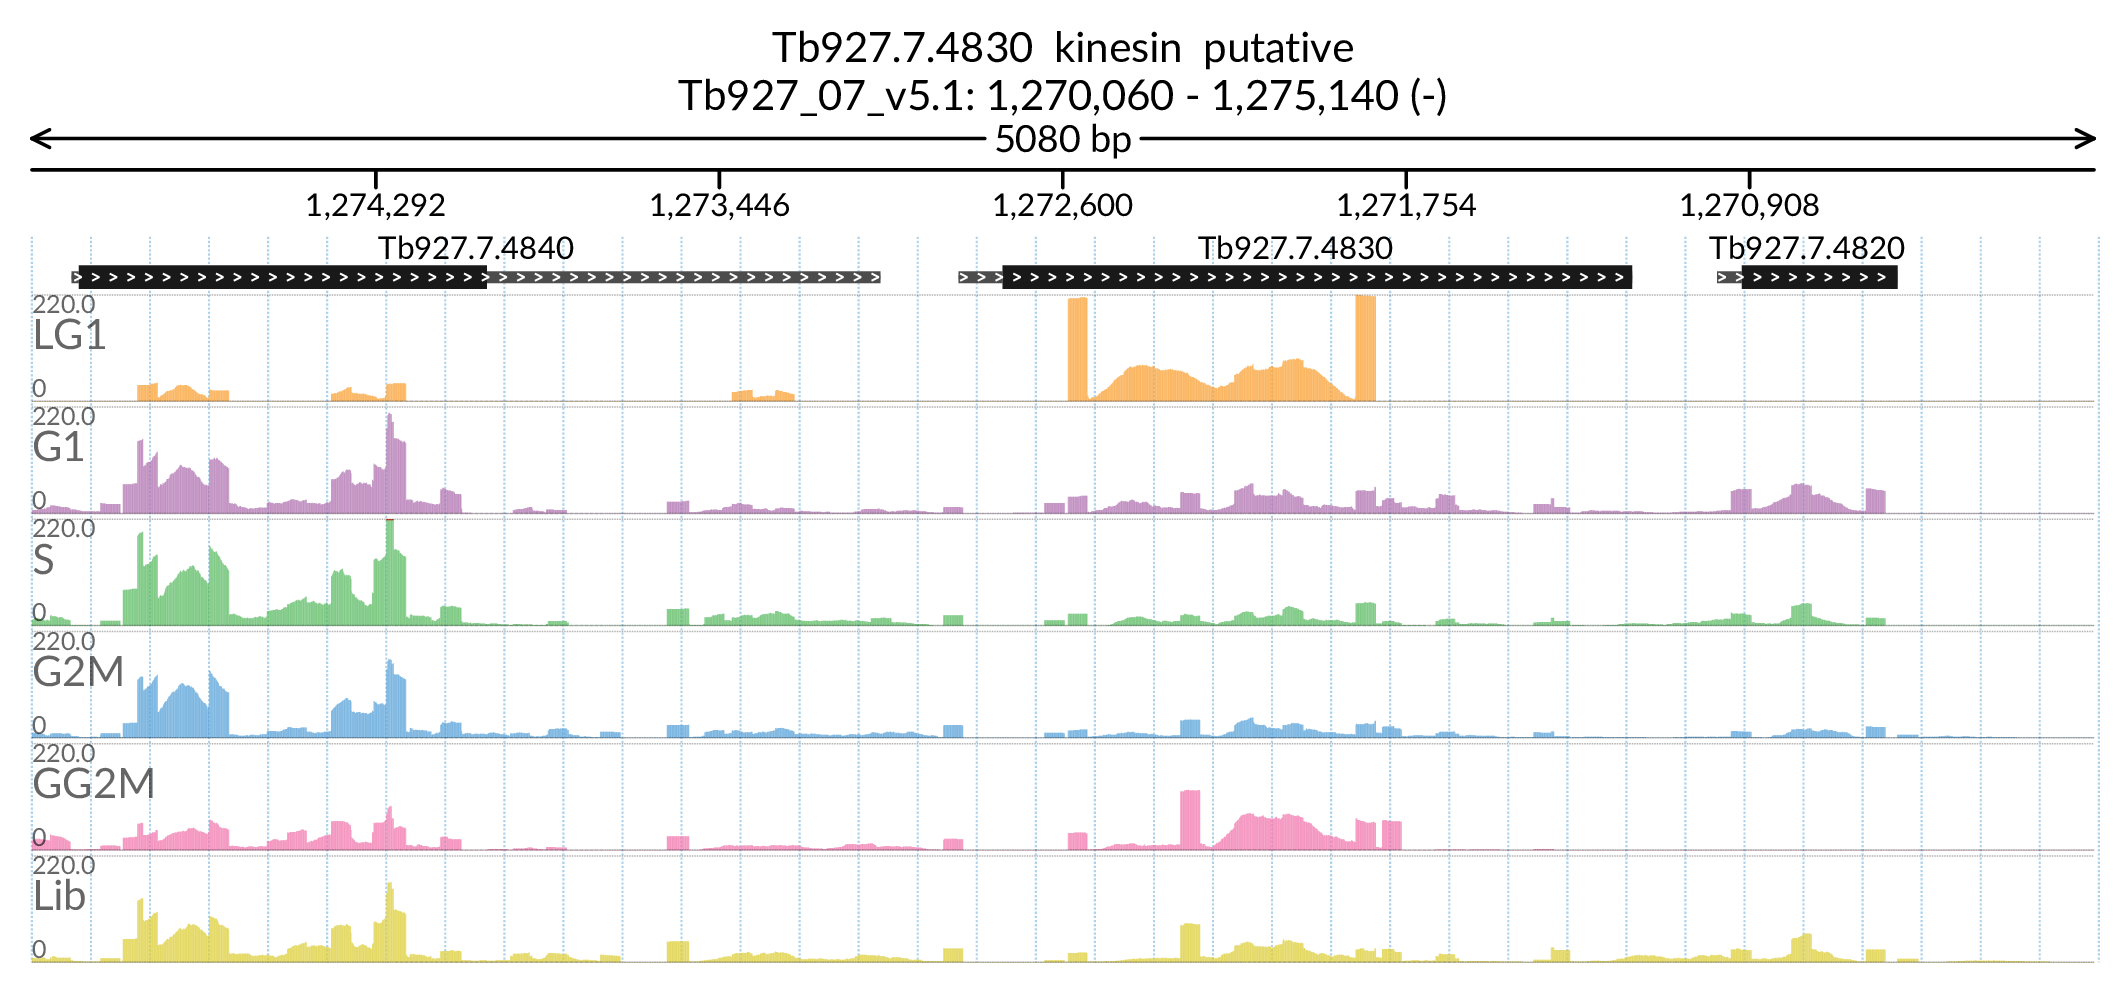 Tb927.7.4830 kinesin putative
Tb927_07_v5.1: 1,270,060 - 1,275,140 (-)
5080 bp
1,274,292 1,273,446 1,272,600 1,271,754 1,270,908
Tb927.7.4840 Tb927.7.4830 Tb927.7.4820
220.0
LG1
0
220.0
G1
0
220.0
S
0
220.0
G2M
0
220.0
GG2M
0
220.0
Lib
0